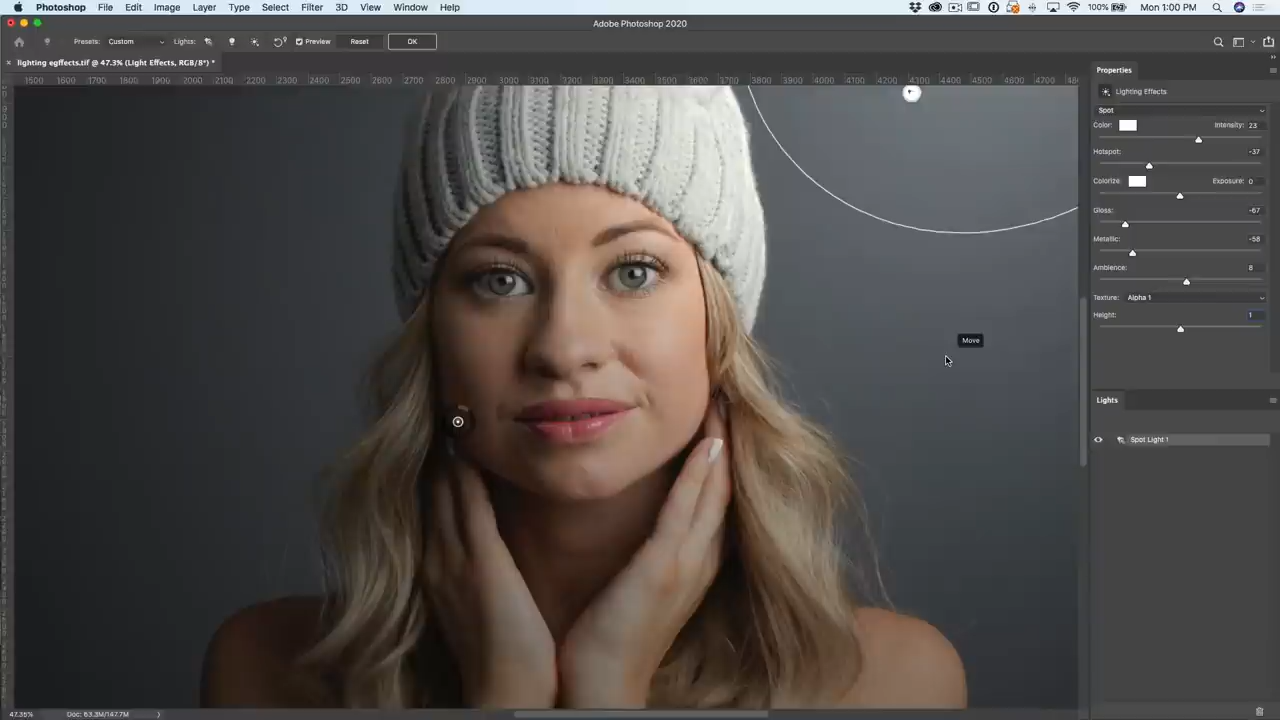 Photoshop File Edit Image Layer Type Select Filter 3D View Window Help 100% Mon 1:00 PM
Adobe Photoshop 2020
Presets: Custom Lights: Preview Reset OK
× lighting egffects.tif @ 47.3% (Light Effects, RGB/8*) *
1500 1600 1700 1800 1900 2000 2100 2200 2300 2400 2500 2600 2700 2800 2900 3000 3100 3200 3300 3400 3500 3600 3700 3800 3900 4000 4100 4200 4300 4400 4500 4600 4700
Properties
Lighting Effects
Spot
Color: Intensity: 23
Hotspot: -37
Colorize: Exposure: 0
Gloss: -67
Metallic: -58
Ambience: 8
Texture: Alpha 1
Height: 1
Move
Lights
Spot Light 1
47.35% Doc: 63.3M/147.7M